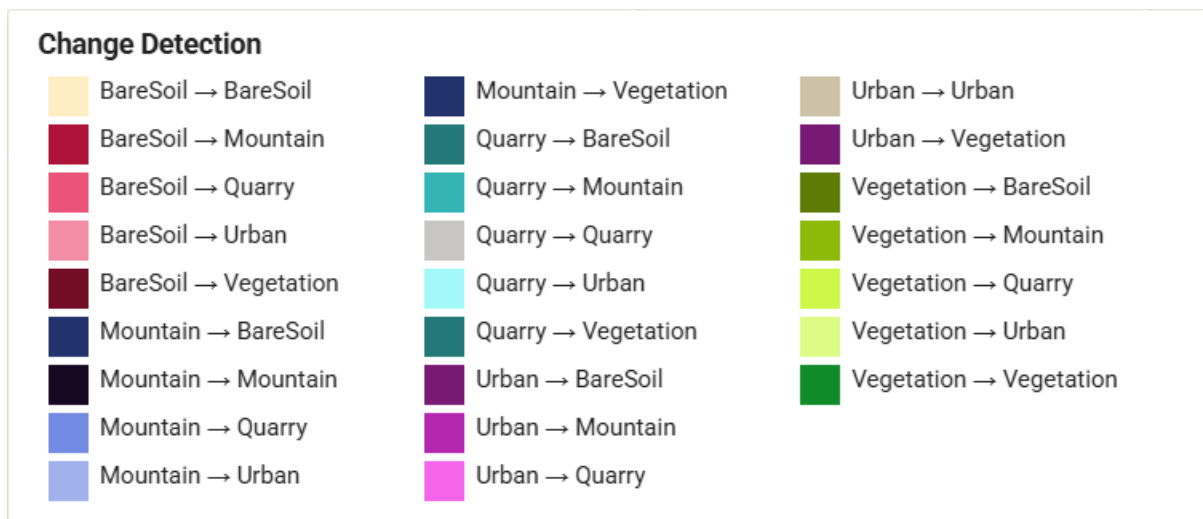 Change Detection
BareSoil → BareSoil
BareSoil → Mountain
BareSoil → Quarry
BareSoil → Urban
BareSoil → Vegetation
Mountain → BareSoil
Mountain → Mountain
Mountain → Quarry
Mountain → Urban
Mountain → Vegetation
Quarry → BareSoil
Quarry → Mountain
Quarry → Quarry
Quarry → Urban
Quarry → Vegetation
Urban → BareSoil
Urban → Mountain
Urban → Quarry
Urban → Urban
Urban → Vegetation
Vegetation → BareSoil
Vegetation → Mountain
Vegetation → Quarry
Vegetation → Urban
Vegetation → Vegetation